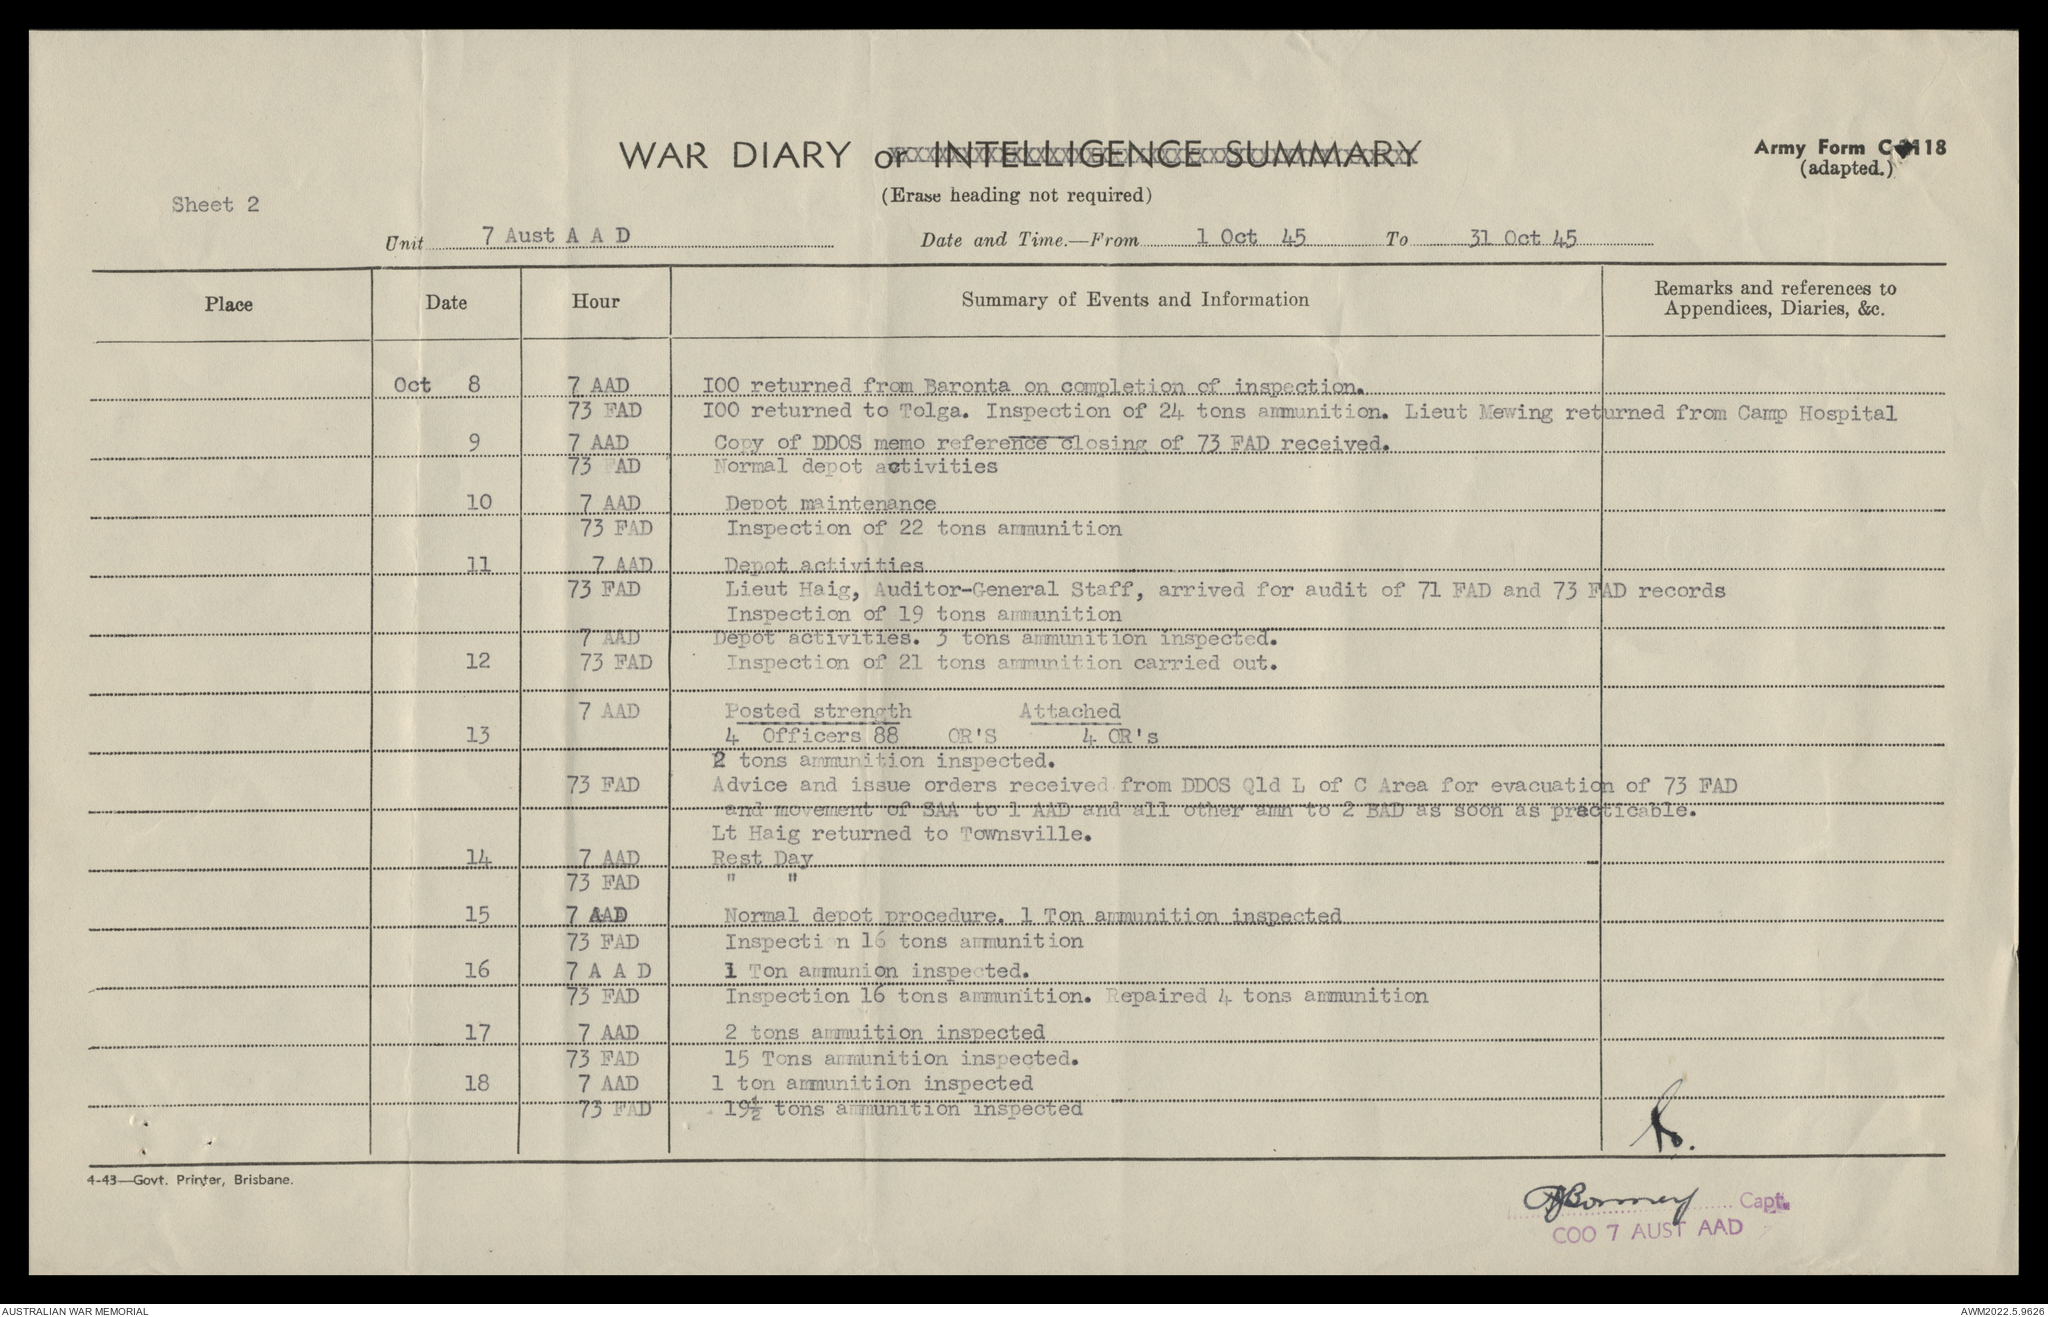 WAR DIARY or INTELLIGENCE SUMMARY
(Erase heading not required)
Army Form C 118
(adapted.)
Sheet 2
Unit 7 Aust A A D Date and Time.—From 1 Oct 45 To 31 Oct 45
Place Date Hour Summary of Events and Information Remarks and references to Appendices, Diaries, &c.
Oct 8 7 AAD IOO returned from Baronta on completion of inspection.
73 FAD IOO returned to Tolga. Inspection of 24 tons ammunition. Lieut Mewing returned from Camp Hospital
9 7 AAD Copy of DDOS memo reference closing of 73 FAD received.
73 FAD Normal depot activities
10 7 AAD Depot maintenance
73 FAD Inspection of 22 tons ammunition
11 7 AAD Depot activities
73 FAD Lieut Haig, Auditor-General Staff, arrived for audit of 71 FAD and 73 FAD records
Inspection of 19 tons ammunition
7 AAD Depot activities. 3 tons ammunition inspected.
12 73 FAD Inspection of 21 tons ammunition carried out.
7 AAD Posted strength Attached
13 4 Officers 88 OR'S 4 OR's
2 tons ammunition inspected.
73 FAD Advice and issue orders received from DDOS Qld L of C Area for evacuation of 73 FAD
and movement of SAA to 1 AAD and all other amn to 2 BAD as soon as practicable.
Lt Haig returned to Townsville.
14 7 AAD Rest Day
73 FAD " "
15 7 AAD Normal depot procedure. 1 Ton ammunition inspected
73 FAD Inspecti n 16 tons ammunition
16 7 A A D 1 Ton ammunion inspected.
73 FAD Inspection 16 tons ammunition. Repaired 4 tons ammunition
17 7 AAD 2 tons ammuition inspected
73 FAD 15 Tons ammunition inspected.
18 7 AAD 1 ton ammunition inspected
73 FAD 19½ tons ammunition inspected
4-43—Govt. Printer, Brisbane.
Bonney Capt.
COO 7 AUST AAD
AUSTRALIAN WAR MEMORIAL AWM2022.5.9626